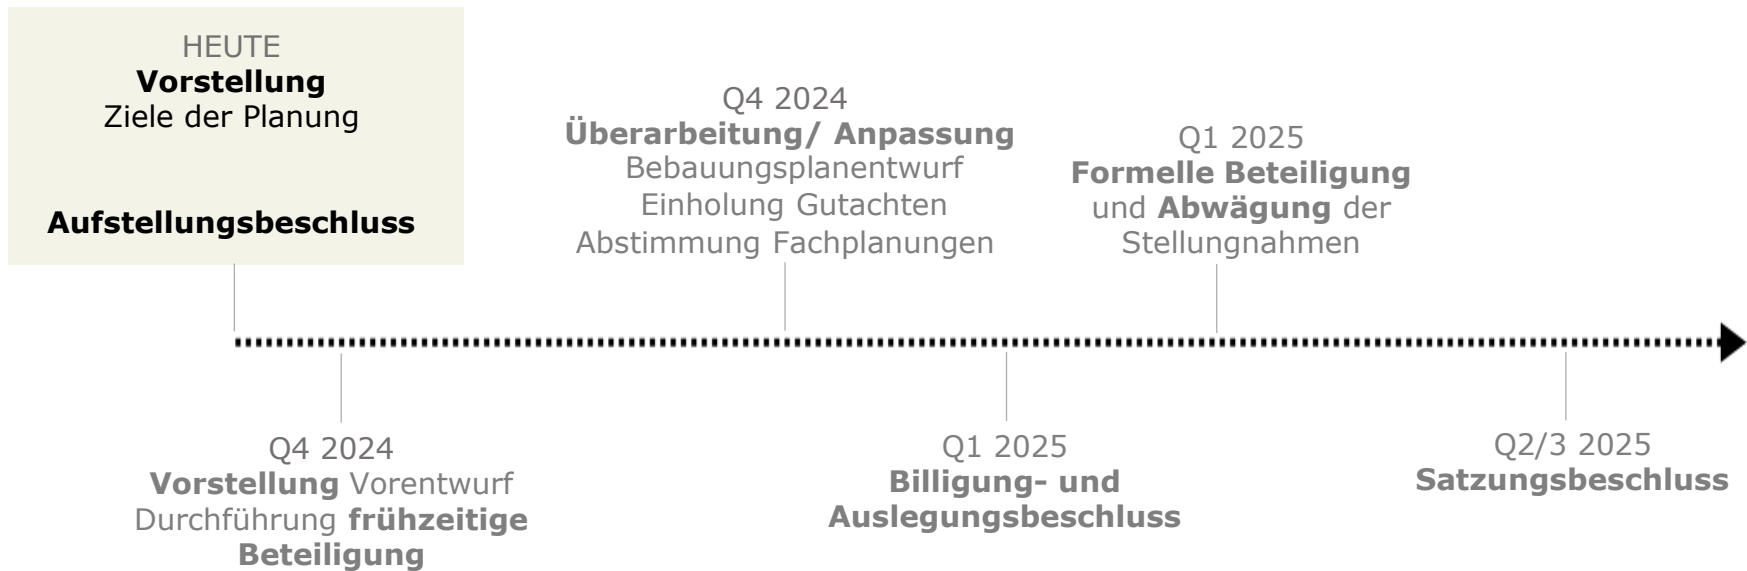 HEUTE
Vorstellung
Ziele der Planung
Aufstellungsbeschluss
Q4 2024
Vorstellung Vorentwurf
Durchführung frühzeitige
Beteiligung
Q4 2024
Überarbeitung/ Anpassung
Bebauungsplanentwurf
Einholung Gutachten
Abstimmung Fachplanungen
Q1 2025
Billigung- und
Auslegungsbeschluss
Q1 2025
Formelle Beteiligung
und Abwägung der
Stellungnahmen
Q2/3 2025
Satzungsbeschluss